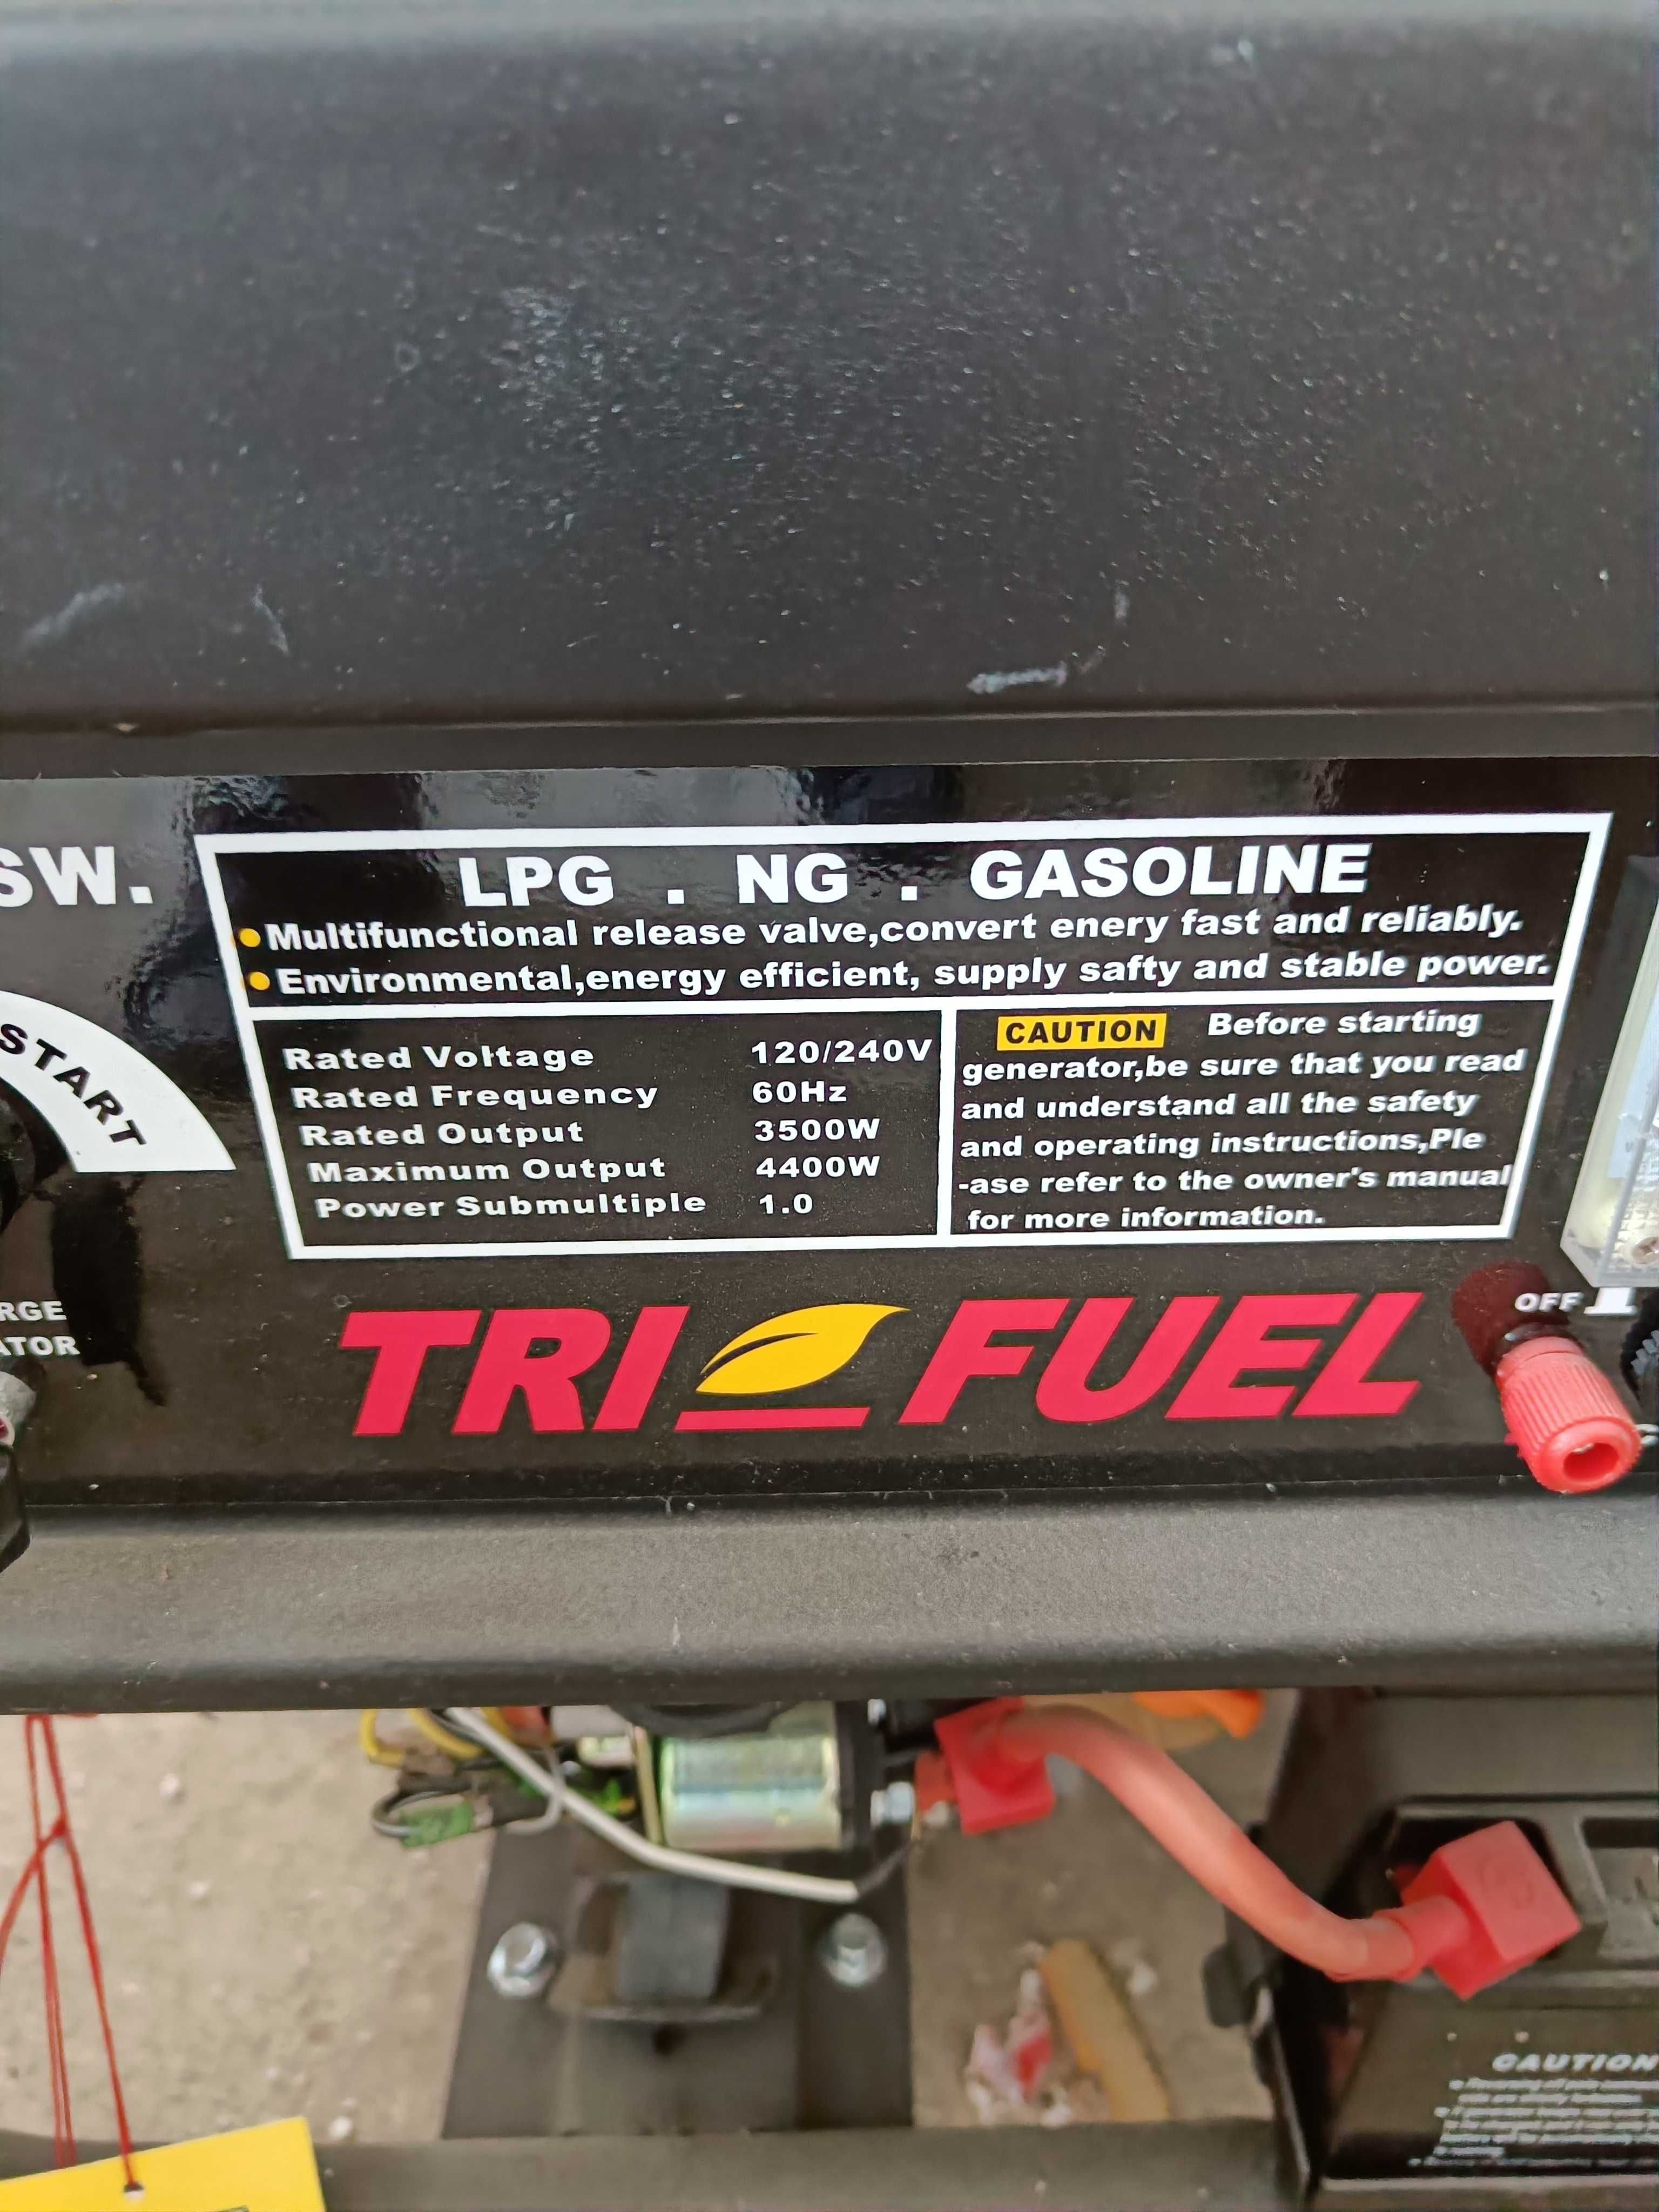 SW.
LPG . NG . GASOLINE
Multifunctional release valve,convert enery fast and reliably.
Environmental,energy efficient, supply safty and stable power.
START
Rated Voltage 120/240V
Rated Frequency 60Hz
Rated Output 3500W
Maximum Output 4400W
Power Submultiple 1.0
CAUTION Before starting
generator,be sure that you read
and understand all the safety
and operating instructions,Ple
-ase refer to the owner's manual
for more information.
RGE
ATOR
OFF
TRI FUEL
CAUTION